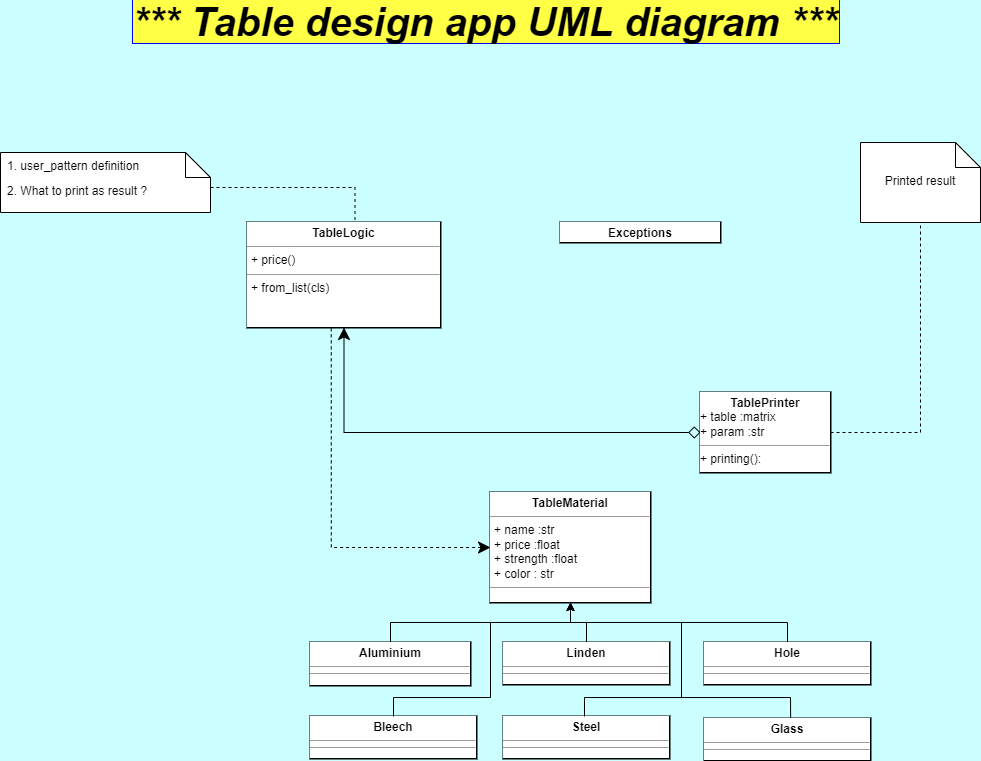 *** Table design app UML diagram ***
1. user_pattern definition
2. What to print as result ?
Printed result
TableLogic
+ price()
+ from_list(cls)
Exceptions
TablePrinter
+ table :matrix
+ param :str
+ printing():
TableMaterial
+ name :str
+ price :float
+ strength :float
+ color : str
Aluminium
Linden
Hole
Bleech
Steel
Glass